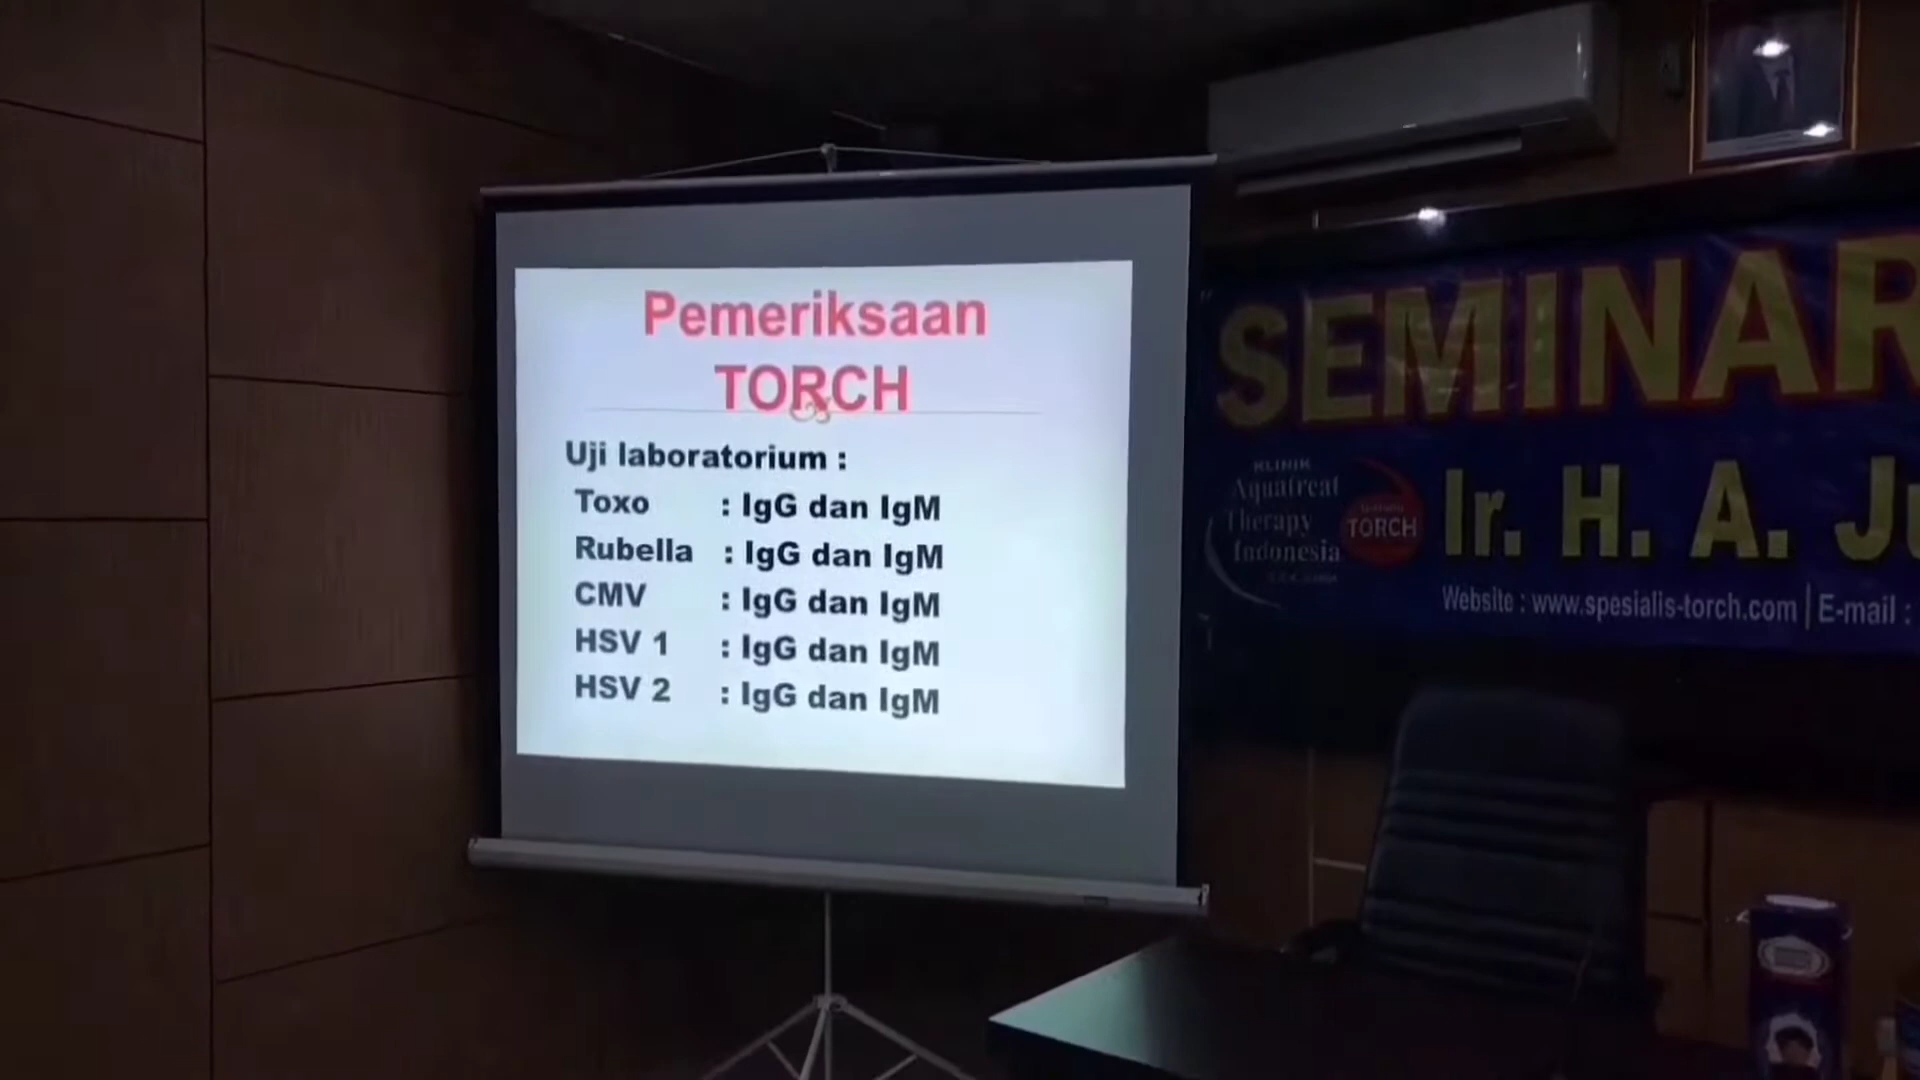 Pemeriksaan
TORCH
Uji laboratorium :
Toxo : IgG dan IgM
Rubella : IgG dan IgM
CMV : IgG dan IgM
HSV 1 : IgG dan IgM
HSV 2 : IgG dan IgM
SEMINAR
KLINIK
Aquatreat
Therapy
Indonesia
TORCH
Ir. H. A.
Website : www.spesialis-torch.com | E-mail :